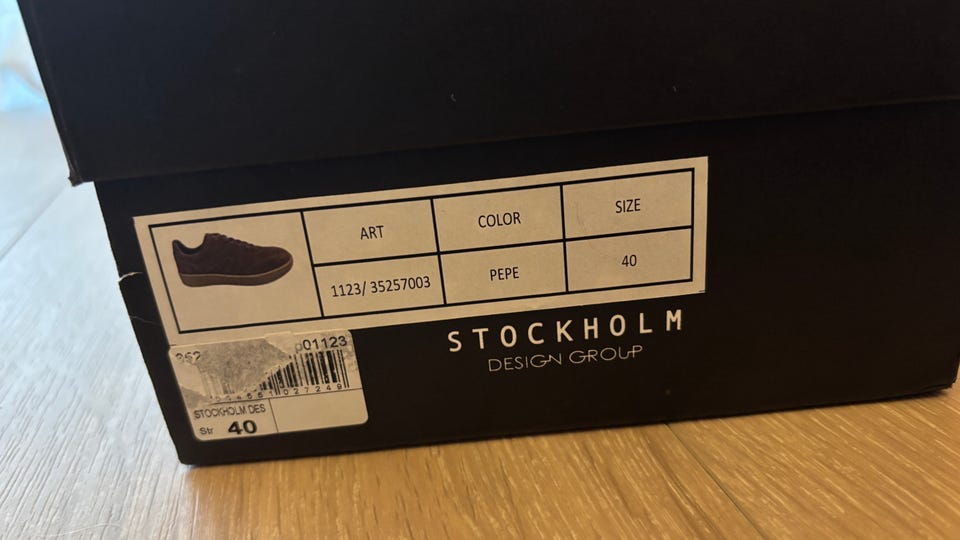 ART COLOR SIZE
1123/ 35257003 PEPE 40
STOCKHOLM
DESIGN GROUP
01123
STOCKHOLM DES
Str 40